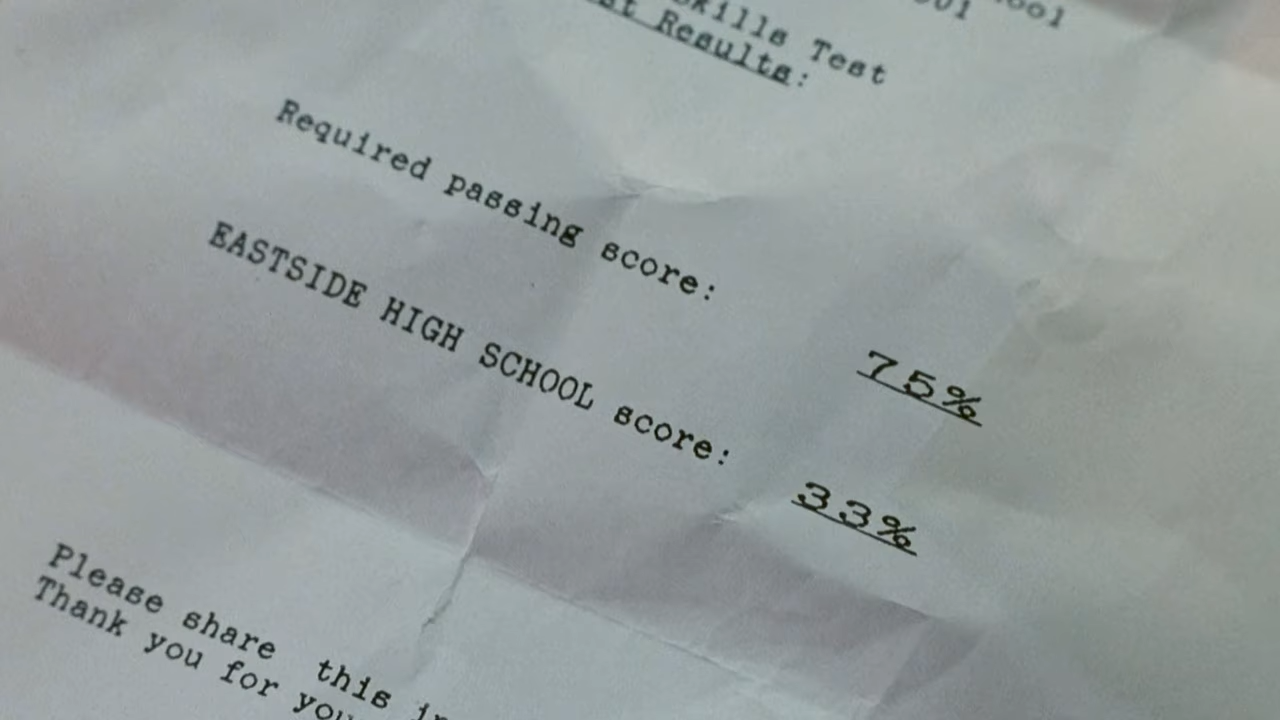 Skills Test
Results:
Required passing score: 75%
EASTSIDE HIGH SCHOOL score: 33%
Please share this
Thank you for